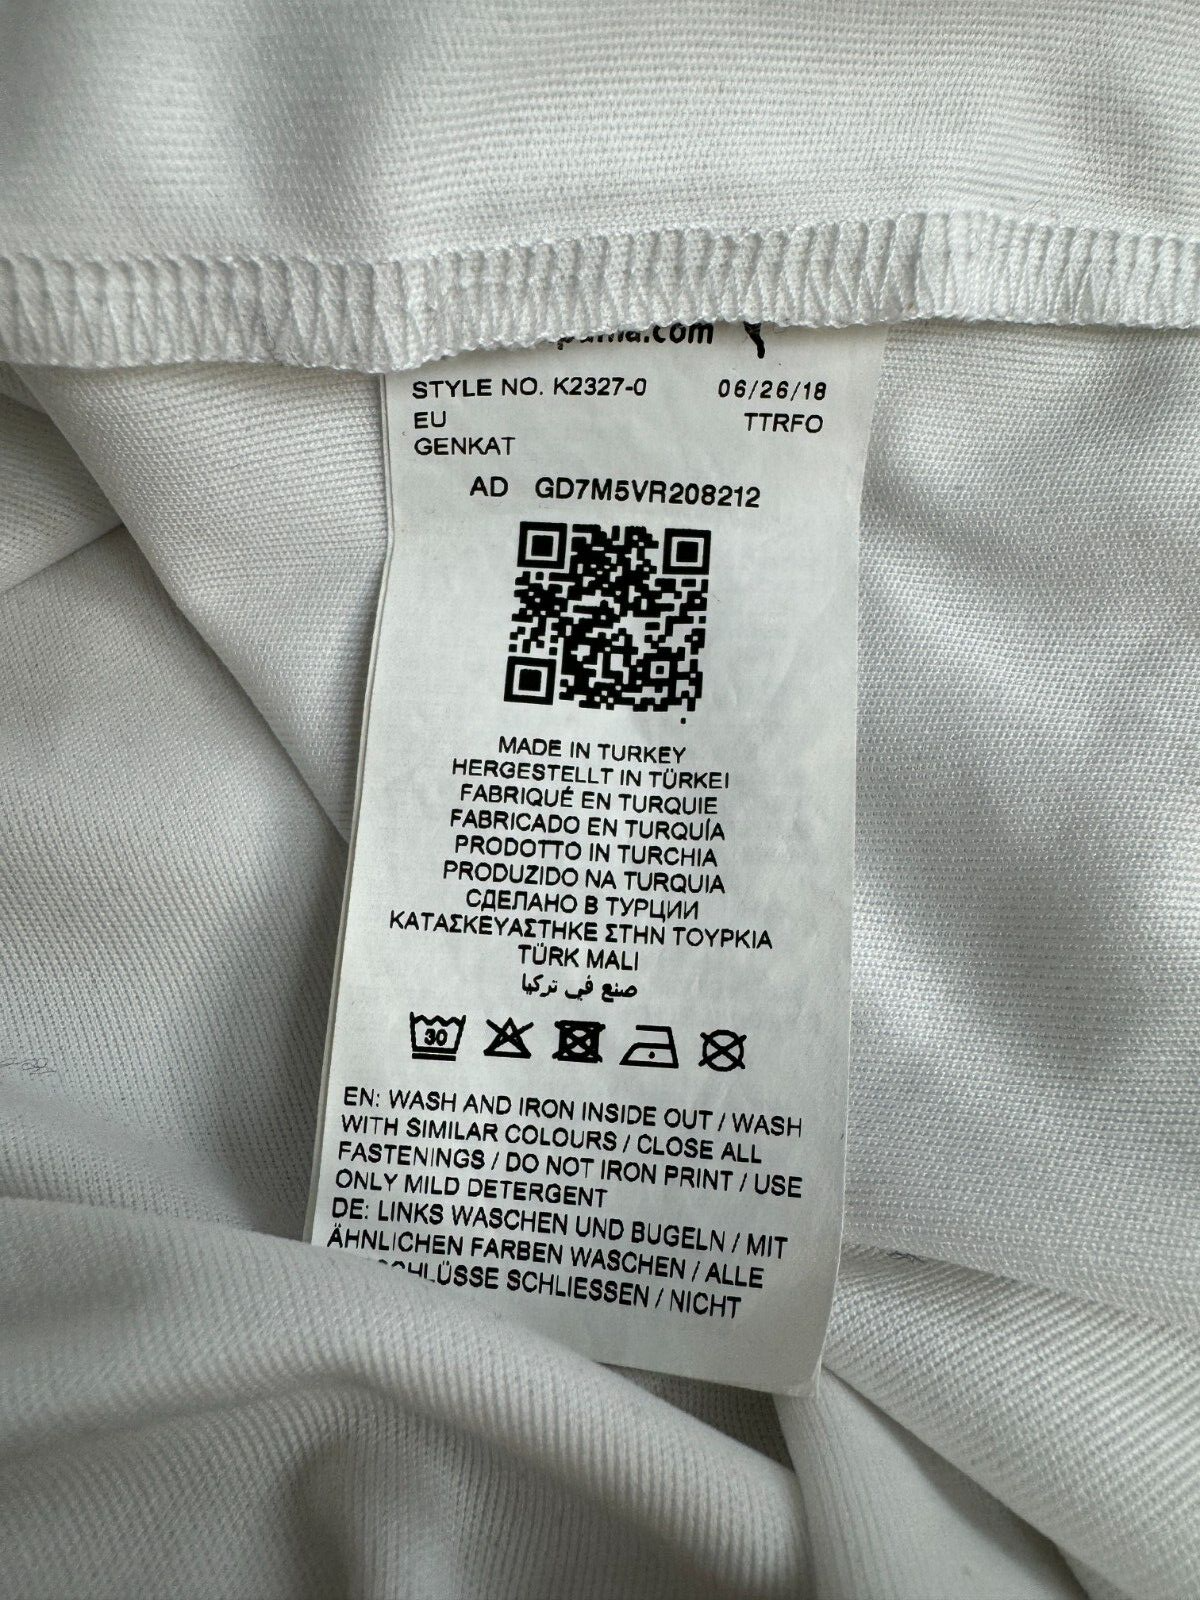 puma.com
STYLE NO. K2327-0 06/26/18
EU TTRFO
GENKAT
AD GD7M5VR208212
MADE IN TURKEY
HERGESTELLT IN TÜRKEI
FABRIQUÉ EN TURQUIE
FABRICADO EN TURQUÍA
PRODOTTO IN TURCHIA
PRODUZIDO NA TURQUIA
СДЕЛАНО В ТУРЦИИ
ΚΑΤΑΣΚΕΥΑΣΤΗΚΕ ΣΤΗΝ ΤΟΥΡΚΙΑ
TÜRK MALI
صنع في تركيا
30
EN: WASH AND IRON INSIDE OUT / WASH
WITH SIMILAR COLOURS / CLOSE ALL
FASTENINGS / DO NOT IRON PRINT / USE
ONLY MILD DETERGENT
DE: LINKS WASCHEN UND BUGELN / MIT
ÄHNLICHEN FARBEN WASCHEN / ALLE
SCHLIESSEN / NICHT